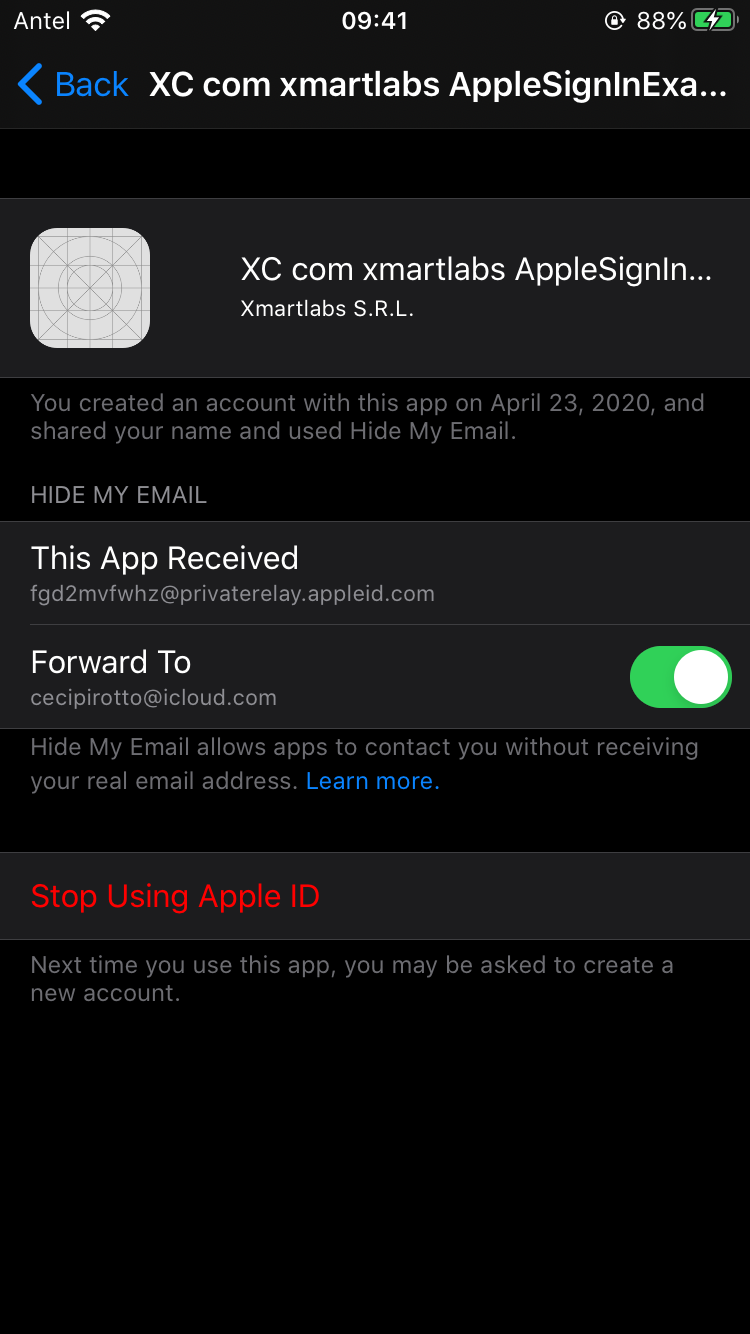 Antel 09:41 88%
Back XC com xmartlabs AppleSignInExa...
XC com xmartlabs AppleSignIn...
Xmartlabs S.R.L.
You created an account with this app on April 23, 2020, and
shared your name and used Hide My Email.
HIDE MY EMAIL
This App Received
fgd2mvfwhz@privaterelay.appleid.com
Forward To
cecipirotto@icloud.com
Hide My Email allows apps to contact you without receiving
your real email address. Learn more.
Stop Using Apple ID
Next time you use this app, you may be asked to create a
new account.